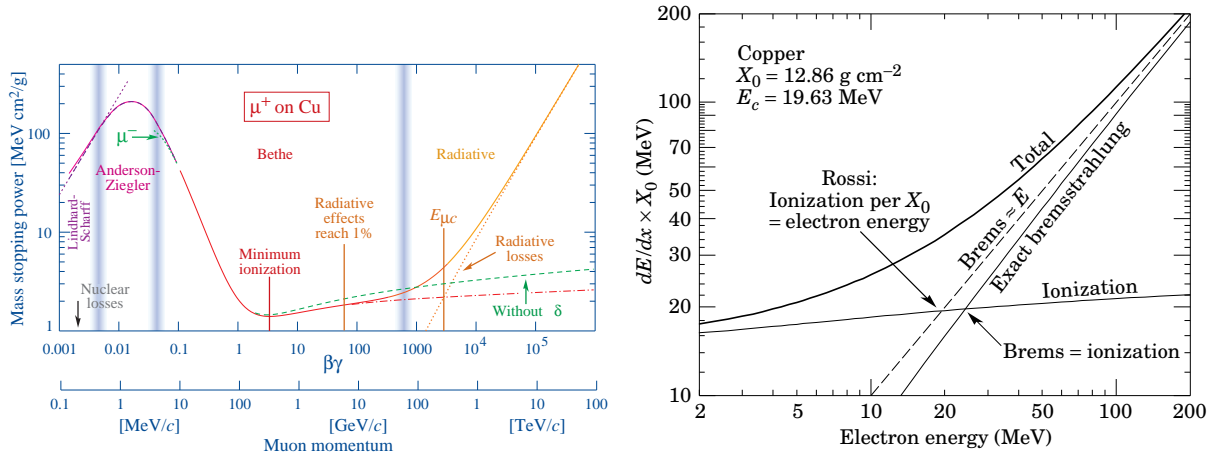 Mass stopping power [MeV cm²/g]
100
10
1
μ⁺ on Cu
μ⁻
Anderson-
Ziegler
Bethe
Radiative
Lindhard-
Scharff
Radiative
effects
reach 1%
Eμc
Minimum
ionization
Radiative
losses
Nuclear
losses
Without δ
0.001 0.01 0.1 1 10 100 1000 10⁴ 10⁵
βγ
0.1 1 10 100 1 10 100 1 10 100
[MeV/c] [GeV/c] [TeV/c]
Muon momentum
dE/dx × X₀ (MeV)
200
100
70
50
40
30
20
10
Copper
X₀ = 12.86 g cm⁻²
E_c = 19.63 MeV
Total
Rossi:
Ionization per X₀
= electron energy
Brems ≈ E
Exact bremsstrahlung
Ionization
Brems = ionization
2 5 10 20 50 100 200
Electron energy (MeV)